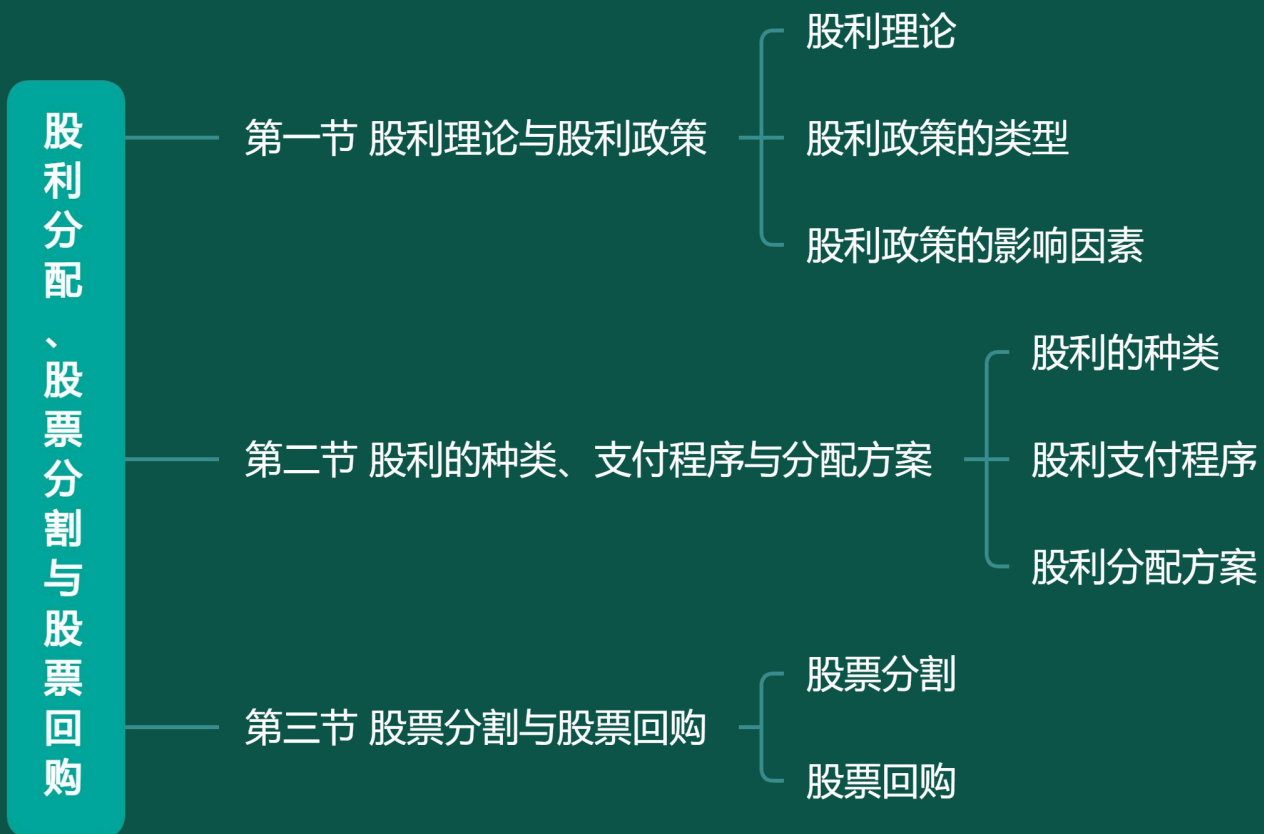 股利分配、股票分割与股票回购
第一节 股利理论与股利政策
股利理论
股利政策的类型
股利政策的影响因素
第二节 股利的种类、支付程序与分配方案
股利的种类
股利支付程序
股利分配方案
第三节 股票分割与股票回购
股票分割
股票回购